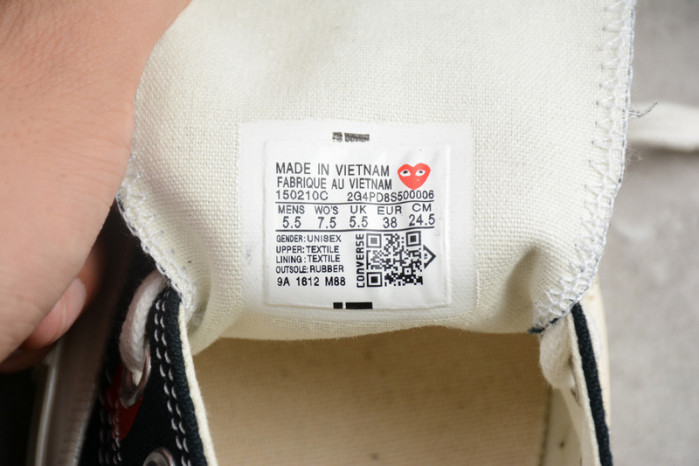 MADE IN VIETNAM
FABRIQUE AU VIETNAM
150210C 2G4PD8S500006
MENS WO'S UK EUR CM
5.5 7.5 5.5 38 24.5
GENDER: UNISEX
UPPER: TEXTILE
LINING: TEXTILE
OUTSOLE: RUBBER
9A 1612 M88
CONVERSE